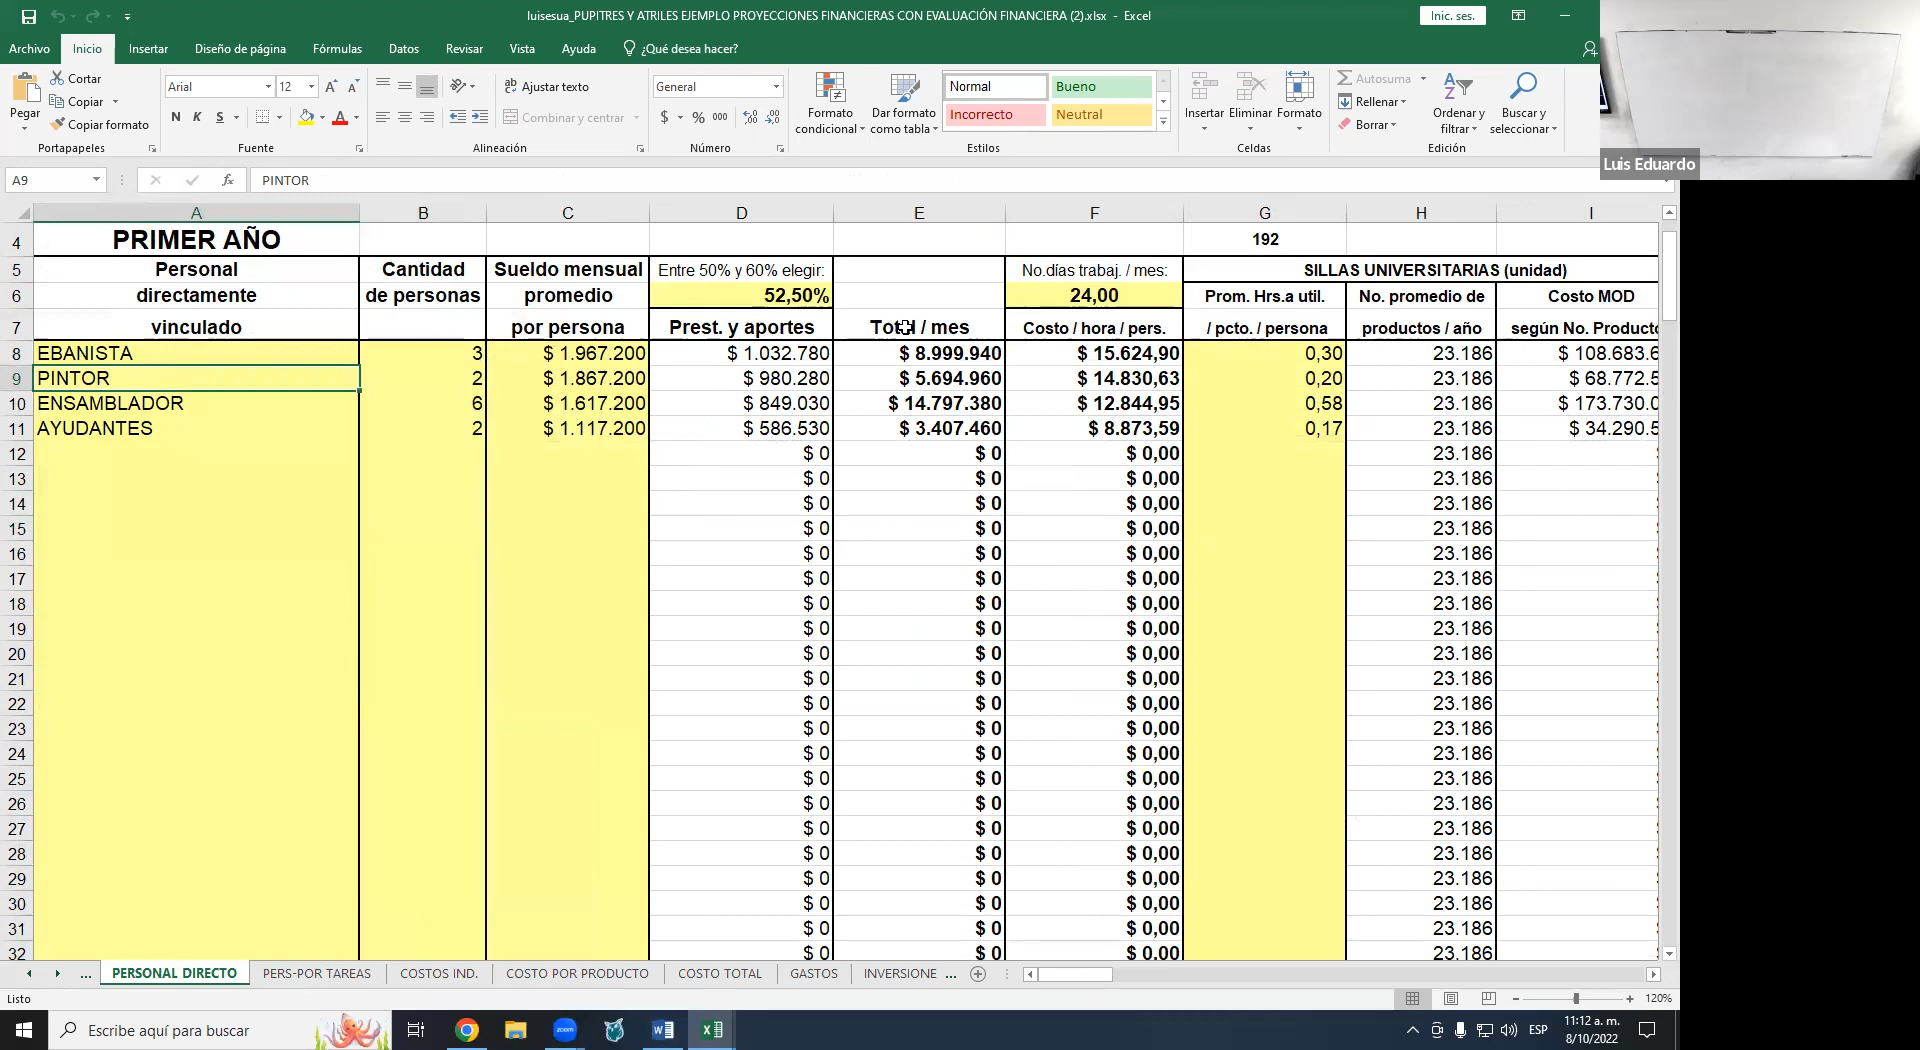 luisesua_PUPITRES Y ATRILES EJEMPLO PROYECCIONES FINANCIERAS CON EVALUACIÓN FINANCIERA (2).xlsx - Excel
Inic. ses.
Archivo Inicio Insertar Diseño de página Fórmulas Datos Revisar Vista Ayuda ¿Qué desea hacer?
Cortar
Copiar
Copiar formato
Pegar
Portapapeles
Arial 12
N K S
Fuente
Ajustar texto
Combinar y centrar
Alineación
General
$ % 000
Número
Formato condicional
Dar formato como tabla
Normal Bueno
Incorrecto Neutral
Estilos
Insertar Eliminar Formato
Celdas
Autosuma
Rellenar
Borrar
Ordenar y filtrar
Buscar y seleccionar
Edición
Luis Eduardo
A9 fx PINTOR
A B C D E F G H I
4 PRIMER AÑO 192
5 Personal Cantidad Sueldo mensual Entre 50% y 60% elegir: No.días trabaj. / mes: SILLAS UNIVERSITARIAS (unidad)
6 directamente de personas promedio 52,50% 24,00 Prom. Hrs.a util. No. promedio de Costo MOD
7 vinculado por persona Prest. y aportes Total / mes Costo / hora / pers. / pcto. / persona productos / año según No. Producto
8 EBANISTA 3 $ 1.967.200 $ 1.032.780 $ 8.999.940 $ 15.624,90 0,30 23.186 $ 108.683.6
9 PINTOR 2 $ 1.867.200 $ 980.280 $ 5.694.960 $ 14.830,63 0,20 23.186 $ 68.772.5
10 ENSAMBLADOR 6 $ 1.617.200 $ 849.030 $ 14.797.380 $ 12.844,95 0,58 23.186 $ 173.730.0
11 AYUDANTES 2 $ 1.117.200 $ 586.530 $ 3.407.460 $ 8.873,59 0,17 23.186 $ 34.290.5
12 $ 0 $ 0 $ 0,00 23.186
13 $ 0 $ 0 $ 0,00 23.186
14 $ 0 $ 0 $ 0,00 23.186
15 $ 0 $ 0 $ 0,00 23.186
16 $ 0 $ 0 $ 0,00 23.186
17 $ 0 $ 0 $ 0,00 23.186
18 $ 0 $ 0 $ 0,00 23.186
19 $ 0 $ 0 $ 0,00 23.186
20 $ 0 $ 0 $ 0,00 23.186
21 $ 0 $ 0 $ 0,00 23.186
22 $ 0 $ 0 $ 0,00 23.186
23 $ 0 $ 0 $ 0,00 23.186
24 $ 0 $ 0 $ 0,00 23.186
25 $ 0 $ 0 $ 0,00 23.186
26 $ 0 $ 0 $ 0,00 23.186
27 $ 0 $ 0 $ 0,00 23.186
28 $ 0 $ 0 $ 0,00 23.186
29 $ 0 $ 0 $ 0,00 23.186
30 $ 0 $ 0 $ 0,00 23.186
31 $ 0 $ 0 $ 0,00 23.186
32 $ 0 $ 0 $ 0,00 23.186
... PERSONAL DIRECTO PERS-POR TAREAS COSTOS IND. COSTO POR PRODUCTO COSTO TOTAL GASTOS INVERSIONE ...
Listo 120%
Escribe aquí para buscar
zoom
ESP
11:12 a. m.
8/10/2022